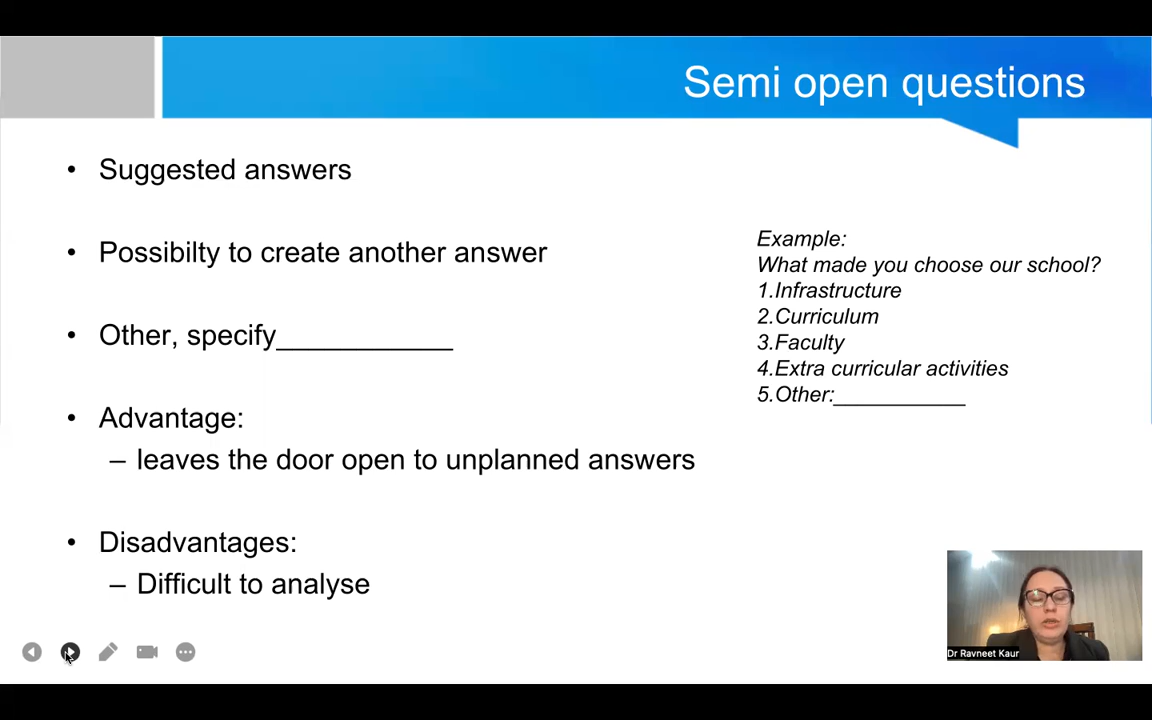 Semi open questions
• Suggested answers
• Possibilty to create another answer
• Other, specify___________
• Advantage:
– leaves the door open to unplanned answers
• Disadvantages:
– Difficult to analyse
Example:
What made you choose our school?
1.Infrastructure
2.Curriculum
3.Faculty
4.Extra curricular activities
5.Other:___________
Dr Ravneet Kaur